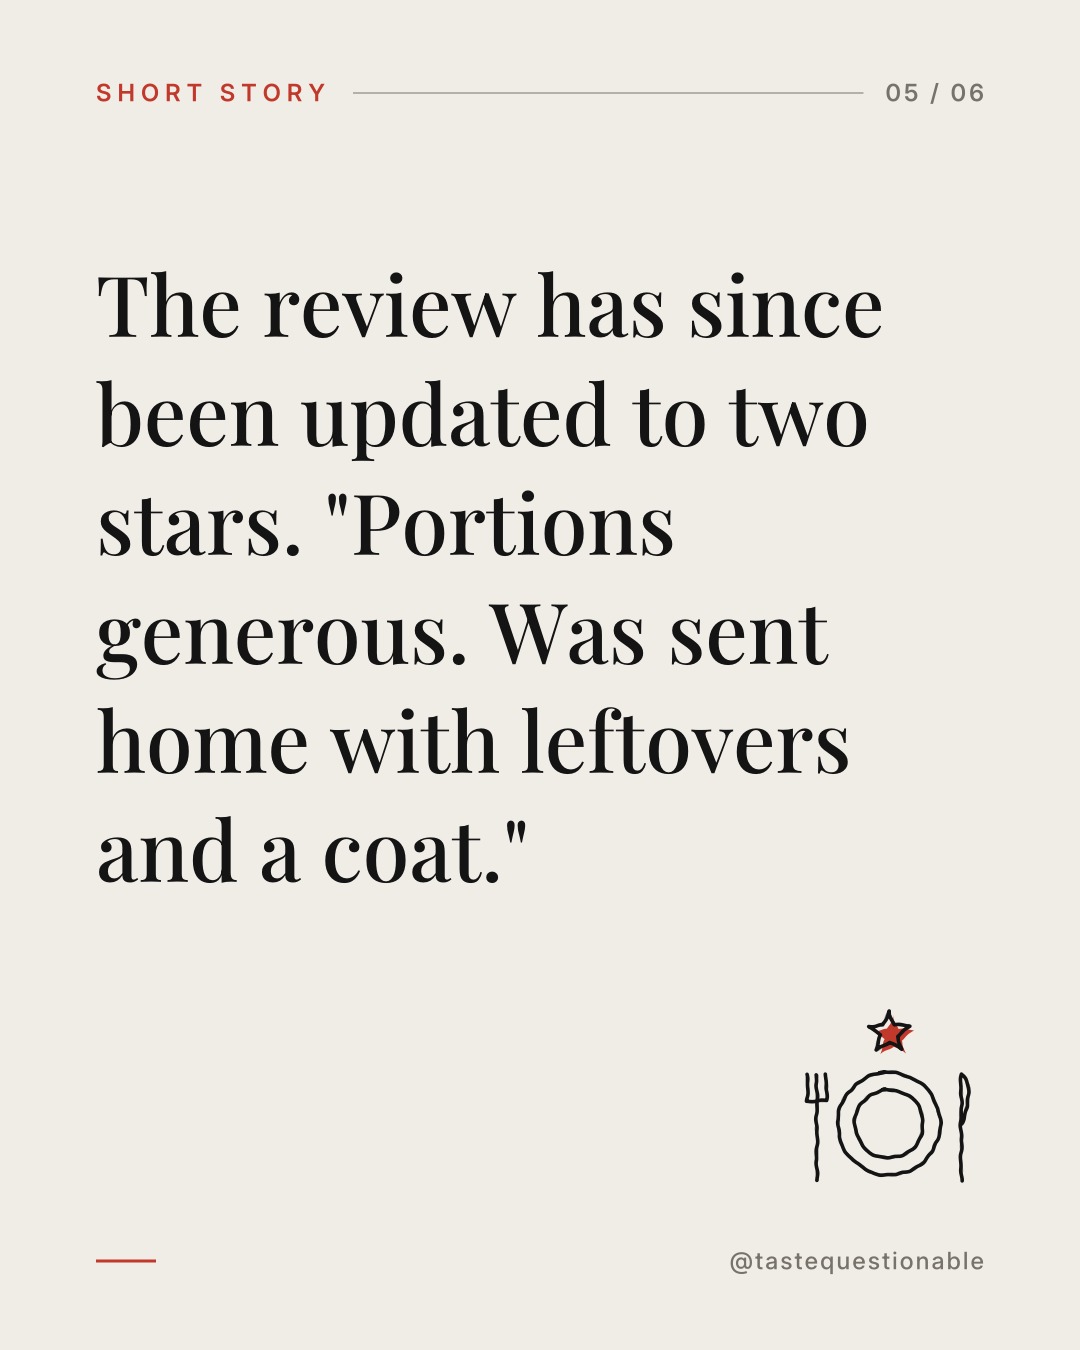 SHORT STORY 05 / 06
The review has since
been updated to two
stars. "Portions
generous. Was sent
home with leftovers
and a coat."
@tastequestionable